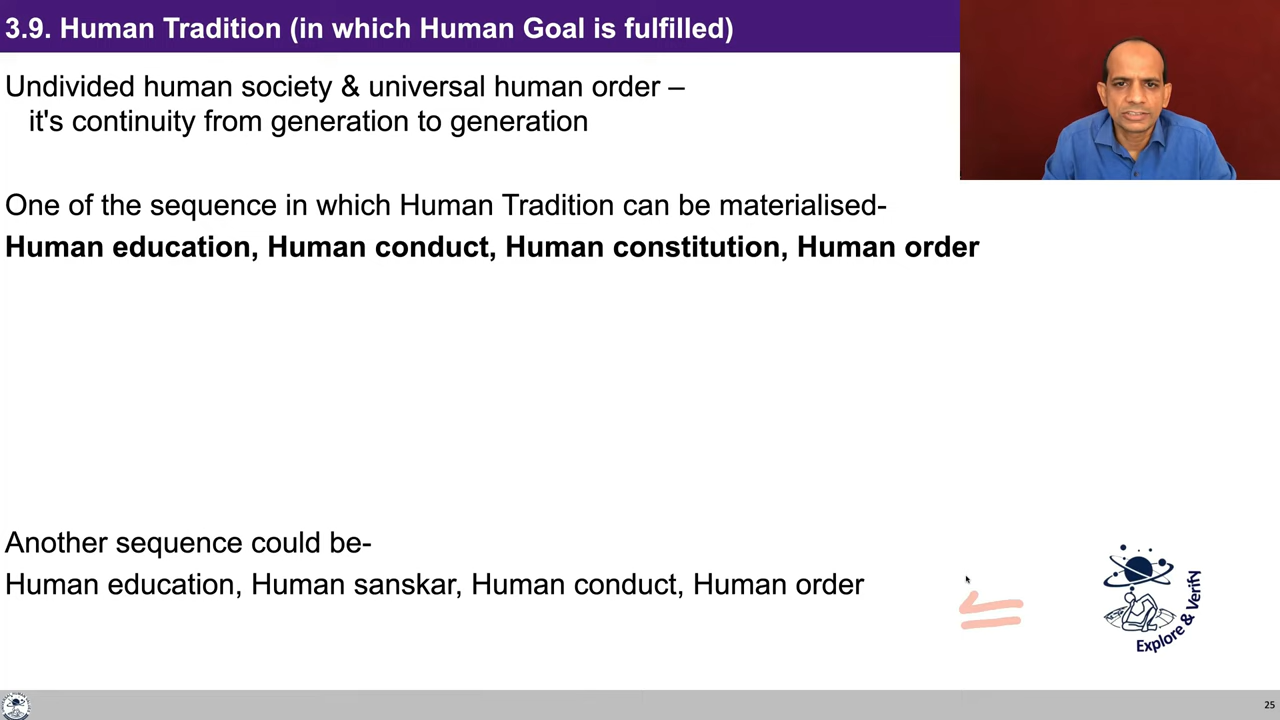 3.9. Human Tradition (in which Human Goal is fulfilled)
Undivided human society & universal human order –
it's continuity from generation to generation
One of the sequence in which Human Tradition can be materialised-
Human education, Human conduct, Human constitution, Human order
Another sequence could be-
Human education, Human sanskar, Human conduct, Human order
Explore & Verify
25